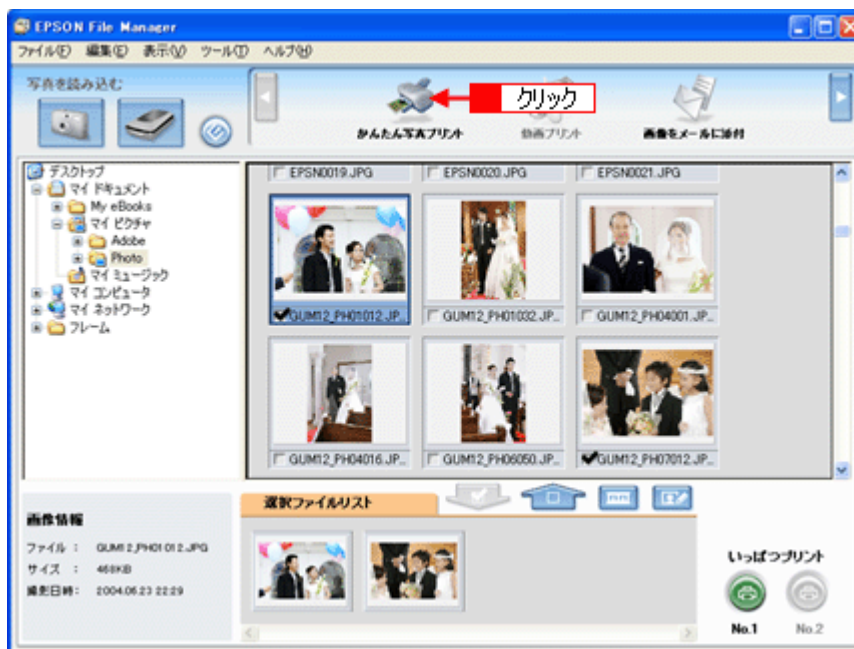 EPSON File Manager
ファイル(F) 編集(E) 表示(V) ツール(T) ヘルプ(H)
写真を読み込む
クリック
かんたん写真プリント 動画プリント 画像をメールに添付
デスクトップ
マイ ドキュメント
My eBooks
マイ ピクチャ
Adobe
Photo
マイ ミュージック
マイ コンピュータ
マイ ネットワーク
フレーム
EPSN0019.JPG EPSN0020.JPG EPSN0021.JPG
GUM12_PH01012.JP... GUM12_PH01032.JP... GUM12_PH04001.JP...
GUM12_PH04016.JP... GUM12_PH06050.JP... GUM12_PH07012.JP...
選択ファイルリスト
画像情報
ファイル : GUM12_PH01012.JPG
サイズ : 468KB
撮影日時: 2004.06.23 22:29
いっぱつプリント
No.1 No.2